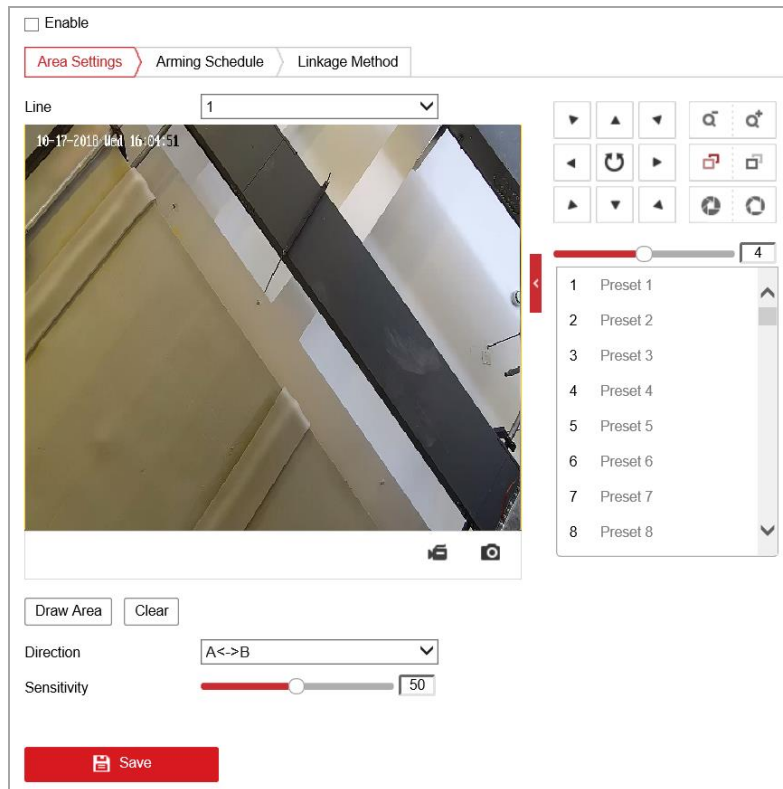 Enable
Area Settings
Arming Schedule
Linkage Method
Line
1
10-17-2018 Wed 16:04:51
4
1 Preset 1
2 Preset 2
3 Preset 3
4 Preset 4
5 Preset 5
6 Preset 6
7 Preset 7
8 Preset 8
Draw Area
Clear
Direction
A<->B
Sensitivity
50
Save